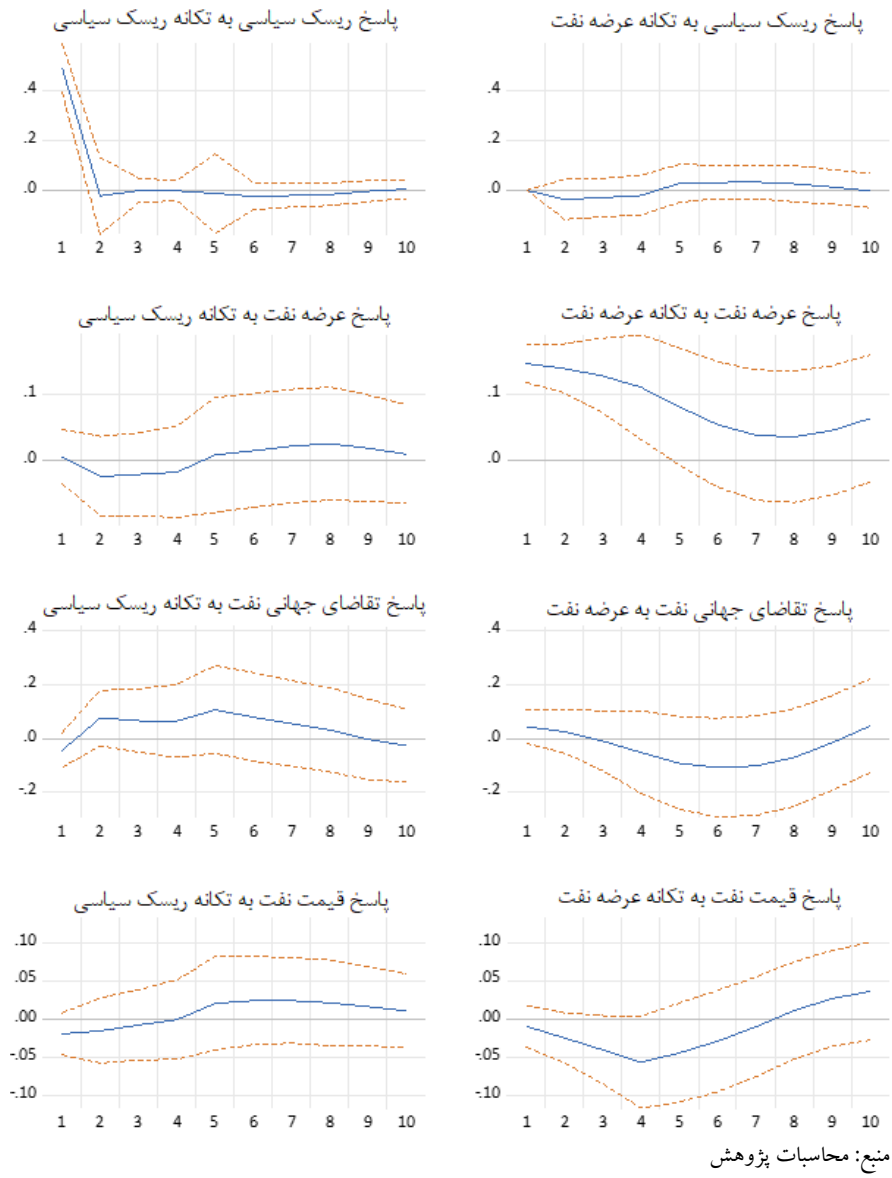 پاسخ ریسک سیاسی به تکانه ریسک سیاسی
.4
.2
.0
1 2 3 4 5 6 7 8 9 10
پاسخ ریسک سیاسی به تکانه عرضه نفت
.4
.2
.0
1 2 3 4 5 6 7 8 9 10
پاسخ عرضه نفت به تکانه ریسک سیاسی
.1
.0
1 2 3 4 5 6 7 8 9 10
پاسخ عرضه نفت به تکانه عرضه نفت
.1
.0
1 2 3 4 5 6 7 8 9 10
پاسخ تقاضای جهانی نفت به تکانه ریسک سیاسی
.4
.2
.0
-.2
1 2 3 4 5 6 7 8 9 10
پاسخ تقاضای جهانی نفت به عرضه نفت
.4
.2
.0
-.2
1 2 3 4 5 6 7 8 9 10
پاسخ قیمت نفت به تکانه ریسک سیاسی
.10
.05
.00
-.05
-.10
1 2 3 4 5 6 7 8 9 10
پاسخ قیمت نفت به تکانه عرضه نفت
.10
.05
.00
-.05
-.10
1 2 3 4 5 6 7 8 9 10
منبع: محاسبات پژوهش